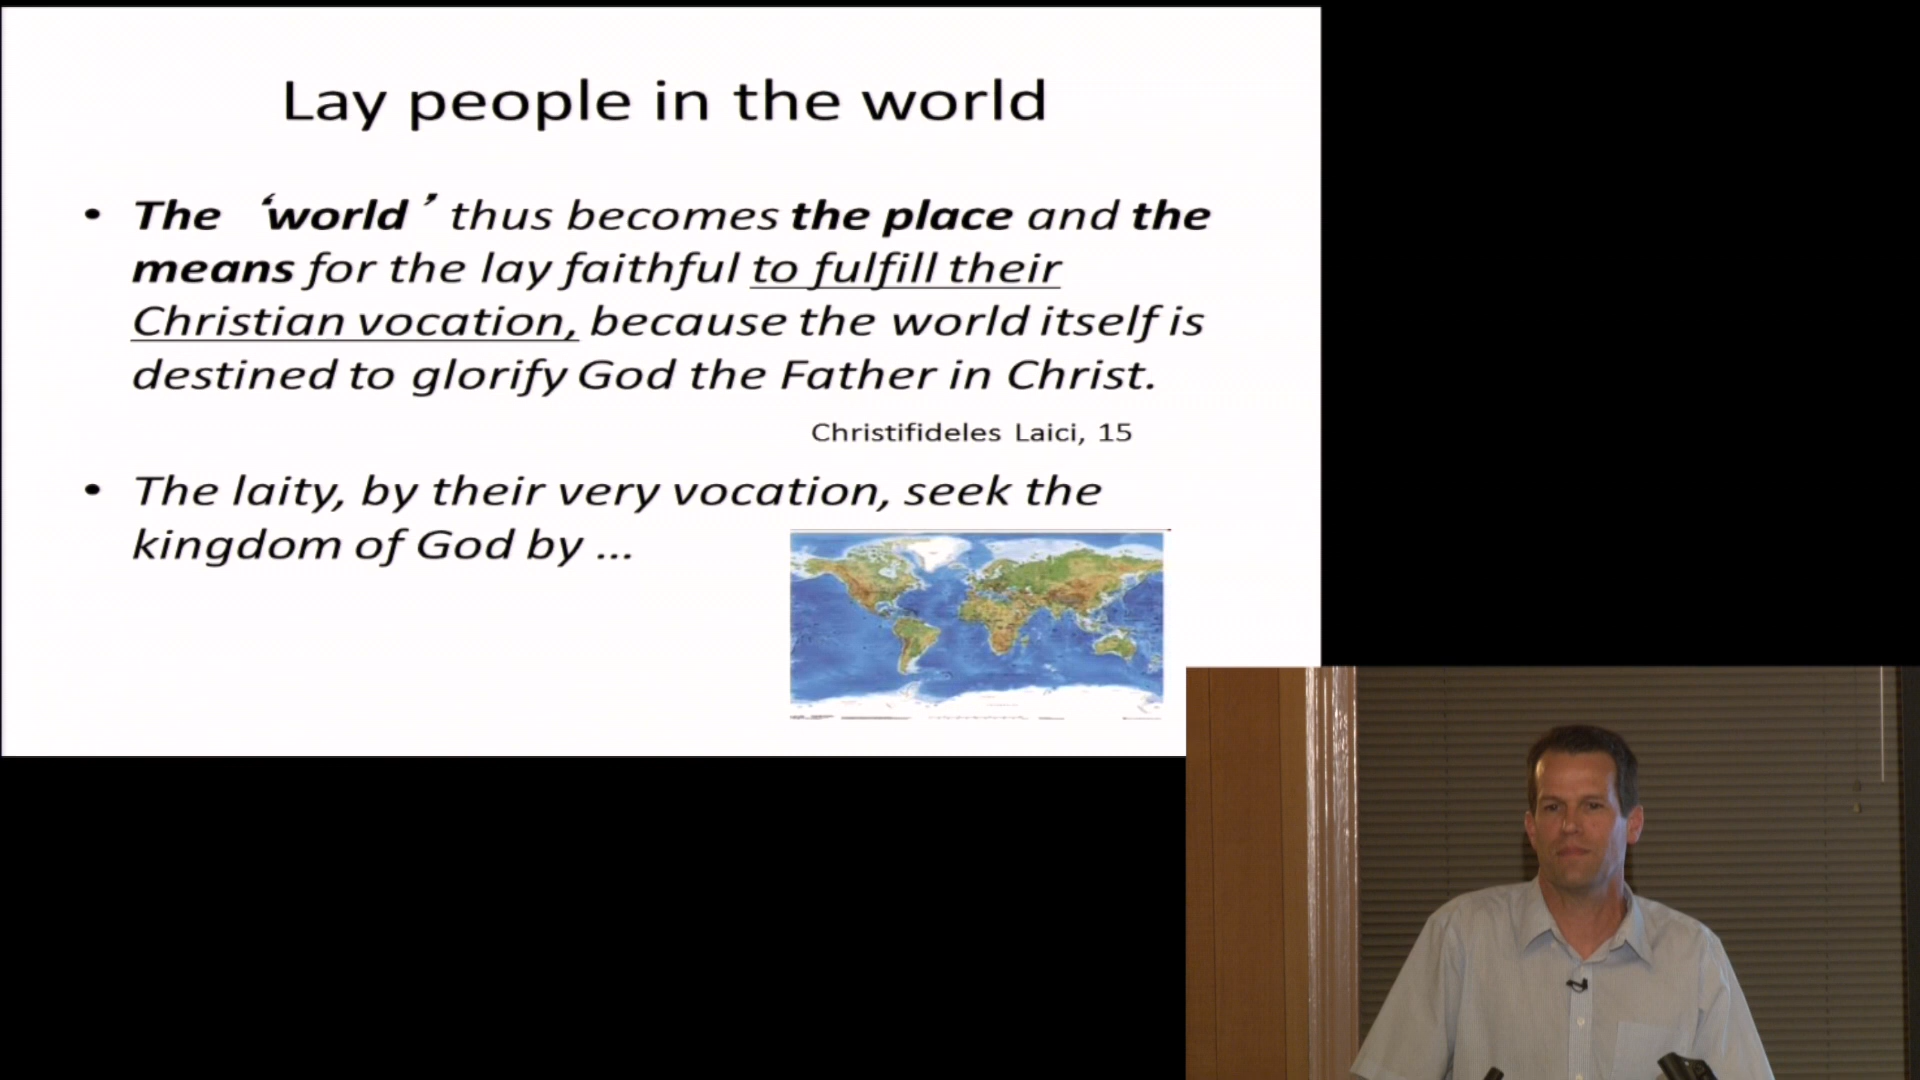 Lay people in the world
• The ‘world’ thus becomes the place and the
means for the lay faithful to fulfill their
Christian vocation, because the world itself is
destined to glorify God the Father in Christ.
Christifideles Laici, 15
• The laity, by their very vocation, seek the
kingdom of God by ...